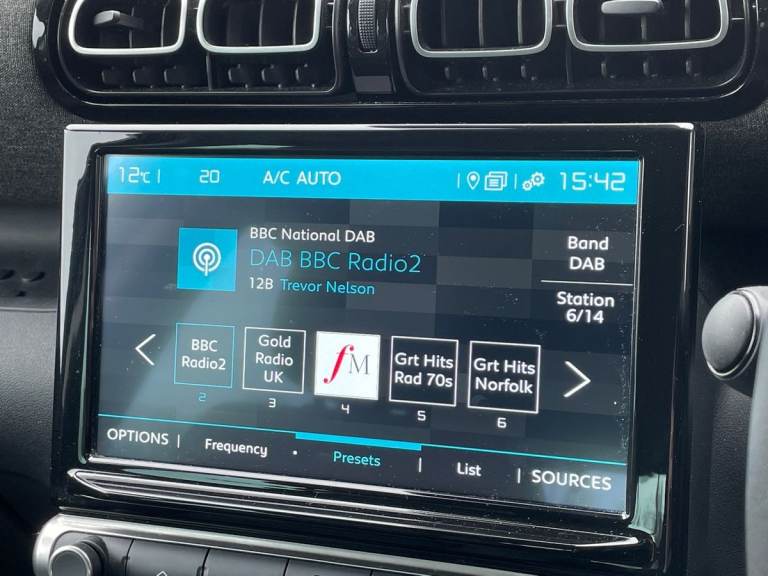 12°C | 20 A/C AUTO 15:42
BBC National DAB
DAB BBC Radio2
12B Trevor Nelson
Band
DAB
Station
6/14
BBC
Radio2
2
Gold
Radio
UK
3
fM
4
Grt Hits
Rad 70s
5
Grt Hits
Norfolk
6
OPTIONS | Frequency • Presets | List | SOURCES